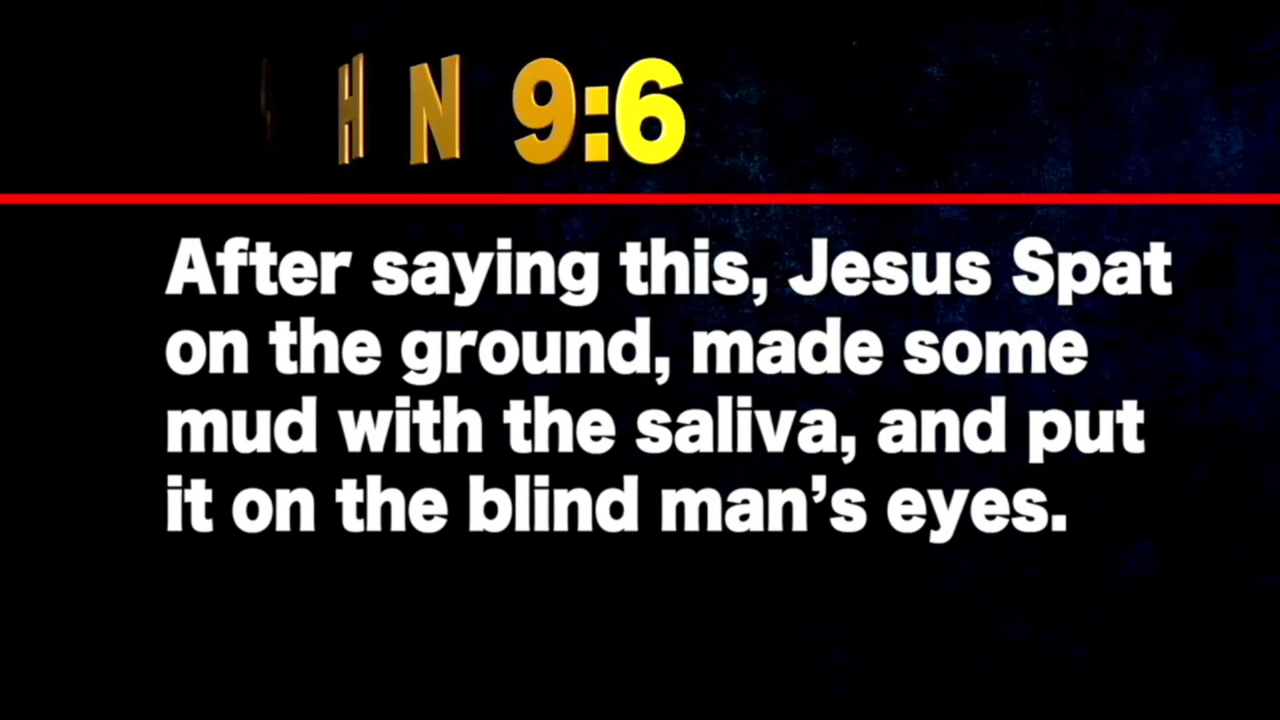 HN 9:6
After saying this, Jesus Spat
on the ground, made some
mud with the saliva, and put
it on the blind man’s eyes.